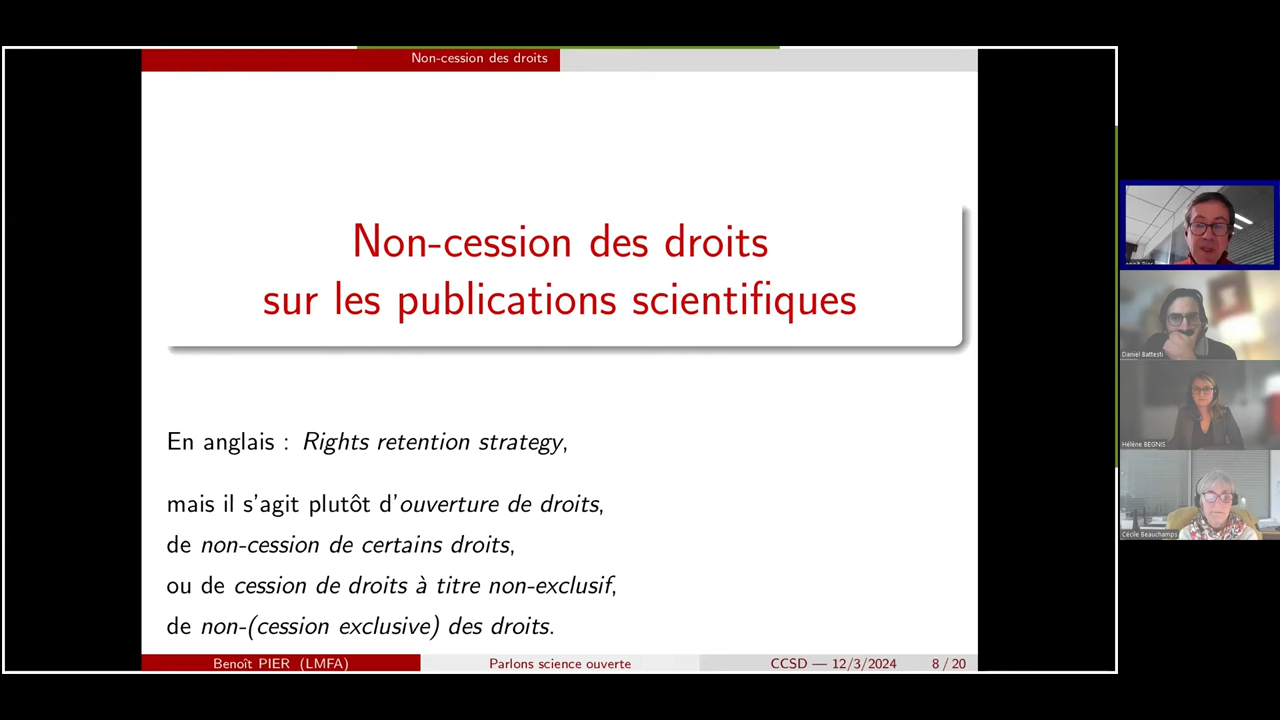 Non-cession des droits
Non-cession des droits
sur les publications scientifiques
En anglais : Rights retention strategy,
mais il s'agit plutôt d'ouverture de droits,
de non-cession de certains droits,
ou de cession de droits à titre non-exclusif,
de non-(cession exclusive) des droits.
Benoît PIER (LMFA) Parlons science ouverte CCSD — 12/3/2024 8 / 20
Daniel Battesti
Hélène BEGNIS
Cécile Beauchamps